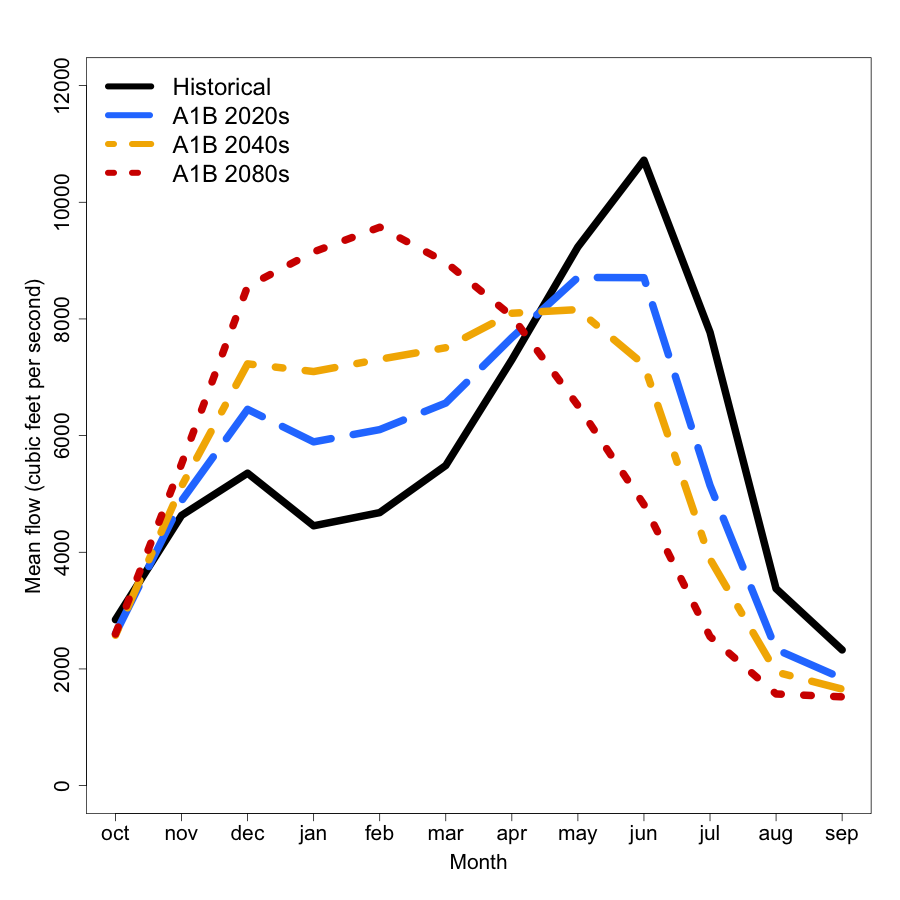 Historical
A1B 2020s
A1B 2040s
A1B 2080s
Mean flow (cubic feet per second)
12000
10000
8000
6000
4000
2000
0
oct nov dec jan feb mar apr may jun jul aug sep
Month